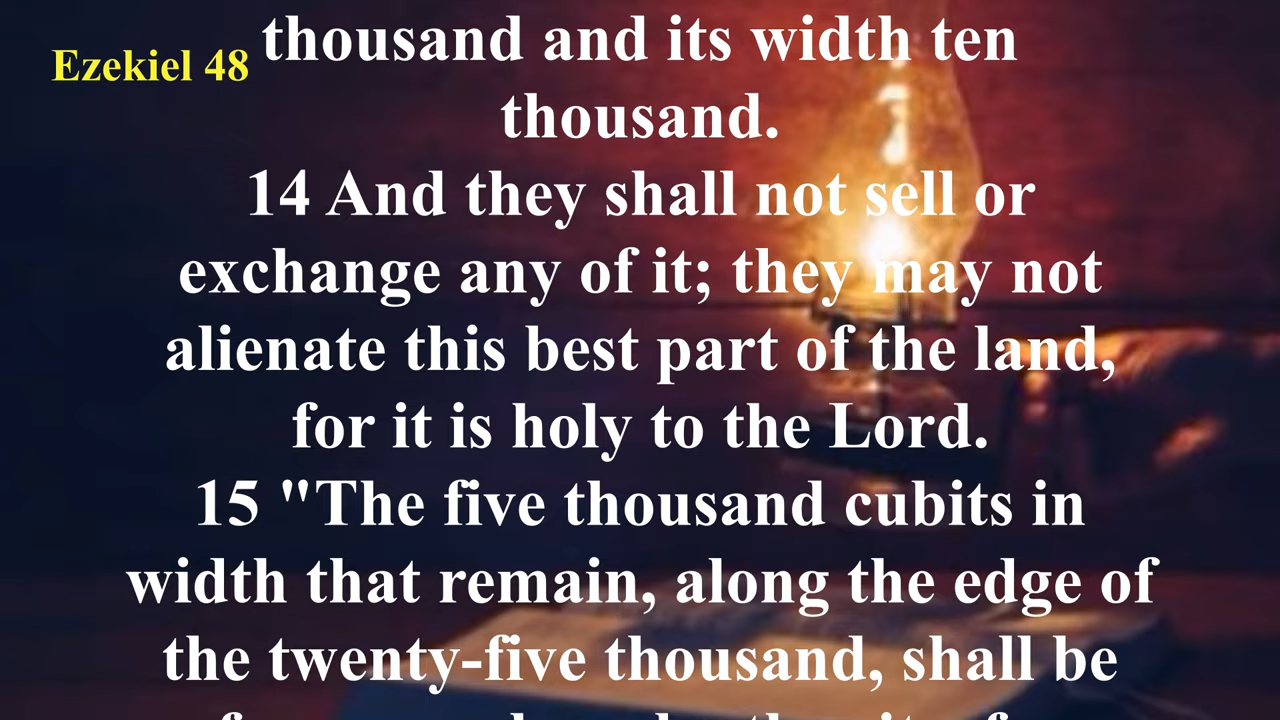 Ezekiel 48
thousand and its width ten
thousand.
14 And they shall not sell or
exchange any of it; they may not
alienate this best part of the land,
for it is holy to the Lord.
15 "The five thousand cubits in
width that remain, along the edge of
the twenty-five thousand, shall be